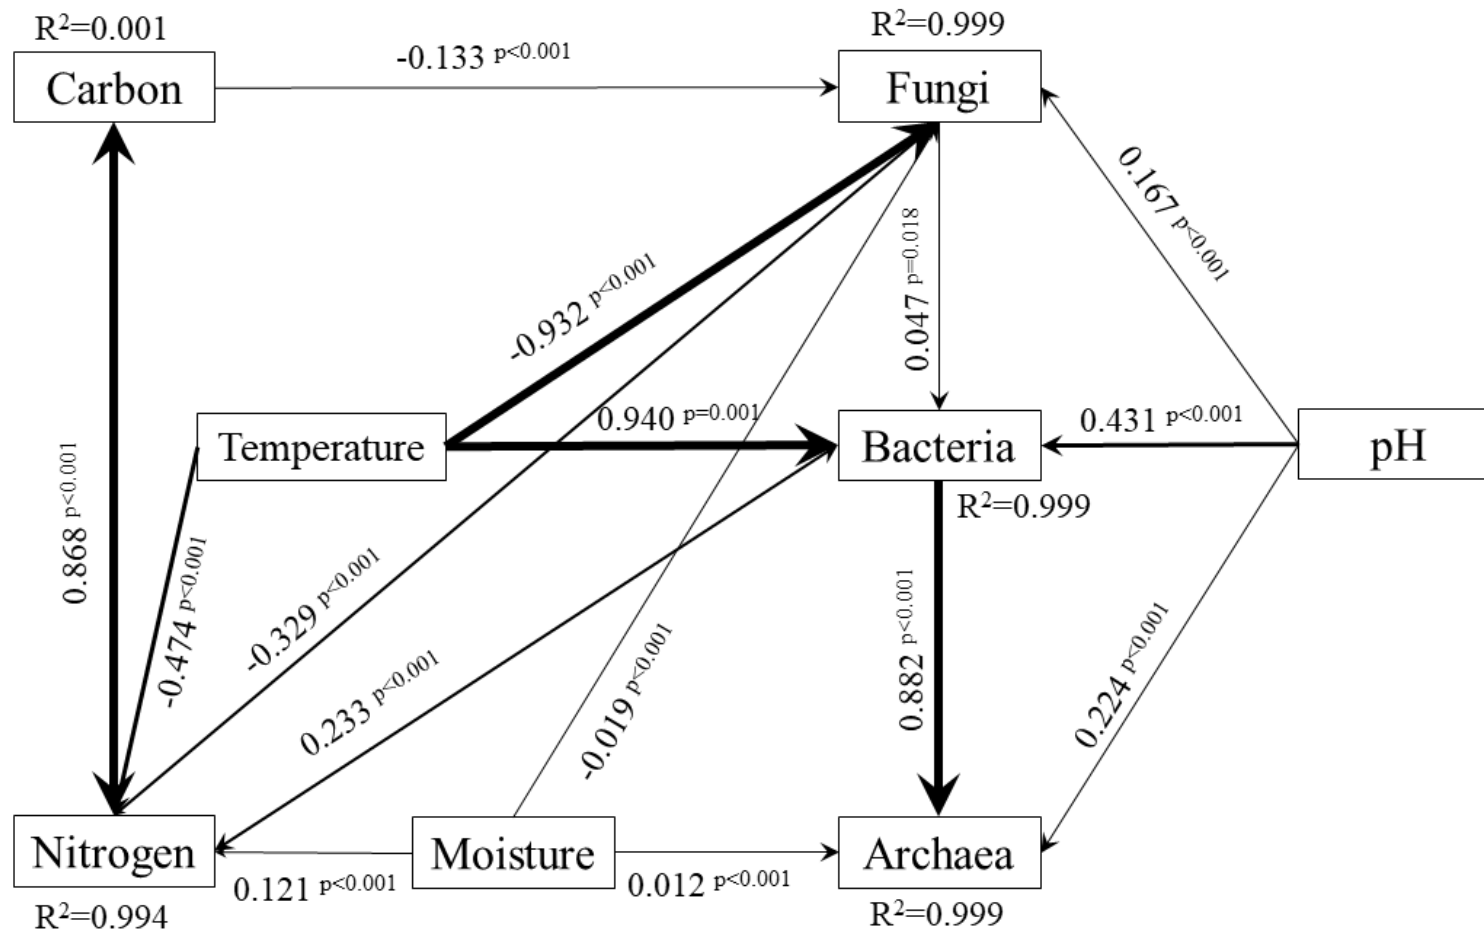 R²=0.001
R²=0.999
Carbon
-0.133 p<0.001
Fungi
0.167 p<0.001
-0.932 p<0.001
0.047 p=0.018
Temperature
0.940 p=0.001
Bacteria
0.431 p<0.001
pH
R²=0.999
0.868 p<0.001
-0.474 p<0.001
-0.329 p<0.001
0.233 p<0.001
-0.019 p<0.001
0.882 p<0.001
0.224 p<0.001
Nitrogen
Moisture
Archaea
0.121 p<0.001
0.012 p<0.001
R²=0.994
R²=0.999